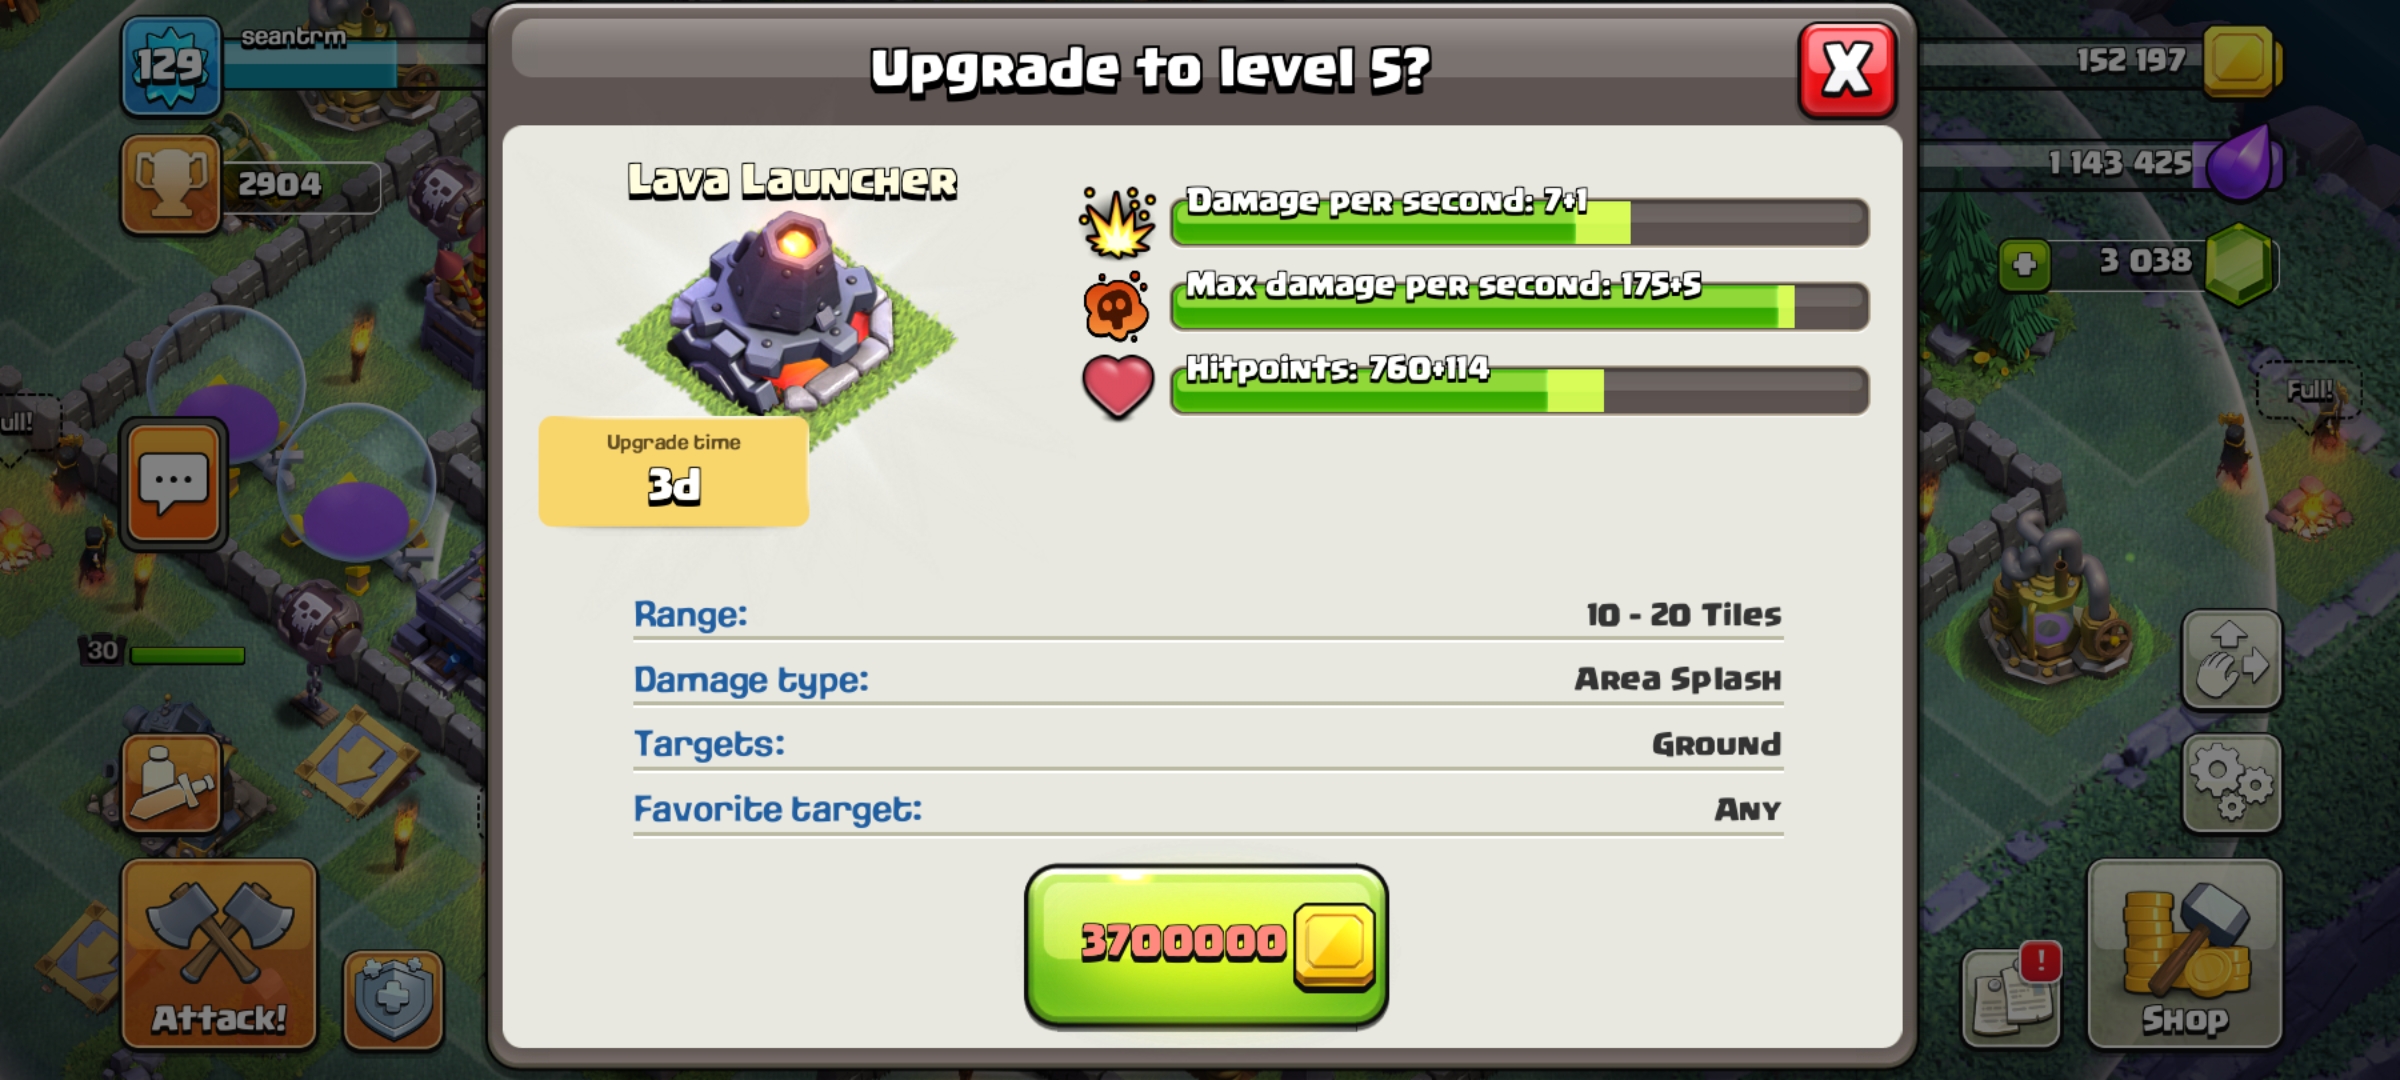 129
seantrm
2904
Upgrade to level 5?
X
152 197
1 143 425
3 038
Lava Launcher
Damage per second: 7+1
Max damage per second: 175+5
Hitpoints: 760+114
Upgrade time
3d
ull!
Full!
30
Range: 10 - 20 Tiles
Damage type: Area Splash
Targets: Ground
Favorite target: Any
3700000
Attack!
!
Shop